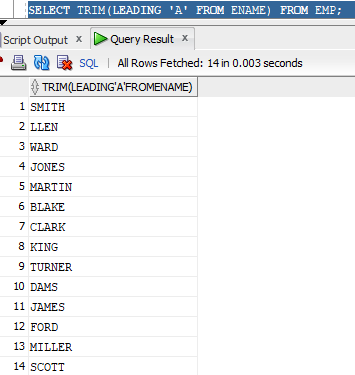 SELECT TRIM(LEADING 'A' FROM ENAME) FROM EMP;
Script Output x Query Result x
SQL | All Rows Fetched: 14 in 0.003 seconds
TRIM(LEADING'A'FROMENAME)
1 SMITH
2 LLEN
3 WARD
4 JONES
5 MARTIN
6 BLAKE
7 CLARK
8 KING
9 TURNER
10 DAMS
11 JAMES
12 FORD
13 MILLER
14 SCOTT